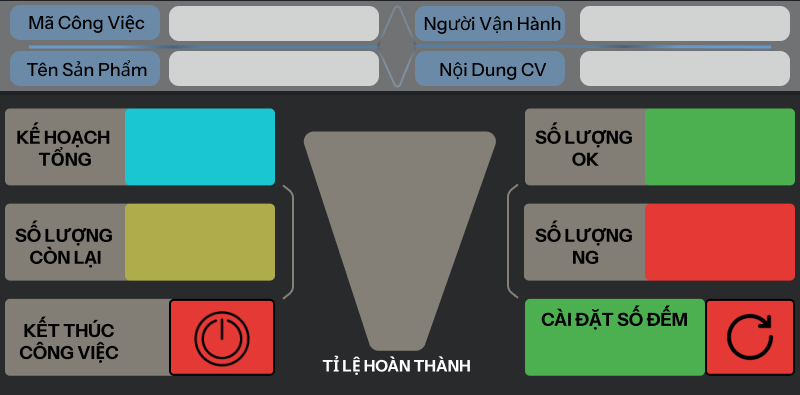 Mã Công Việc
Người Vận Hành
Tên Sản Phẩm
Nội Dung CV
KẾ HOẠCH
TỔNG
SỐ LƯỢNG
OK
SỐ LƯỢNG
CÒN LẠI
SỐ LƯỢNG
NG
KẾT THÚC
CÔNG VIỆC
CÀI ĐẶT SỐ ĐẾM
TỈ LỆ HOÀN THÀNH